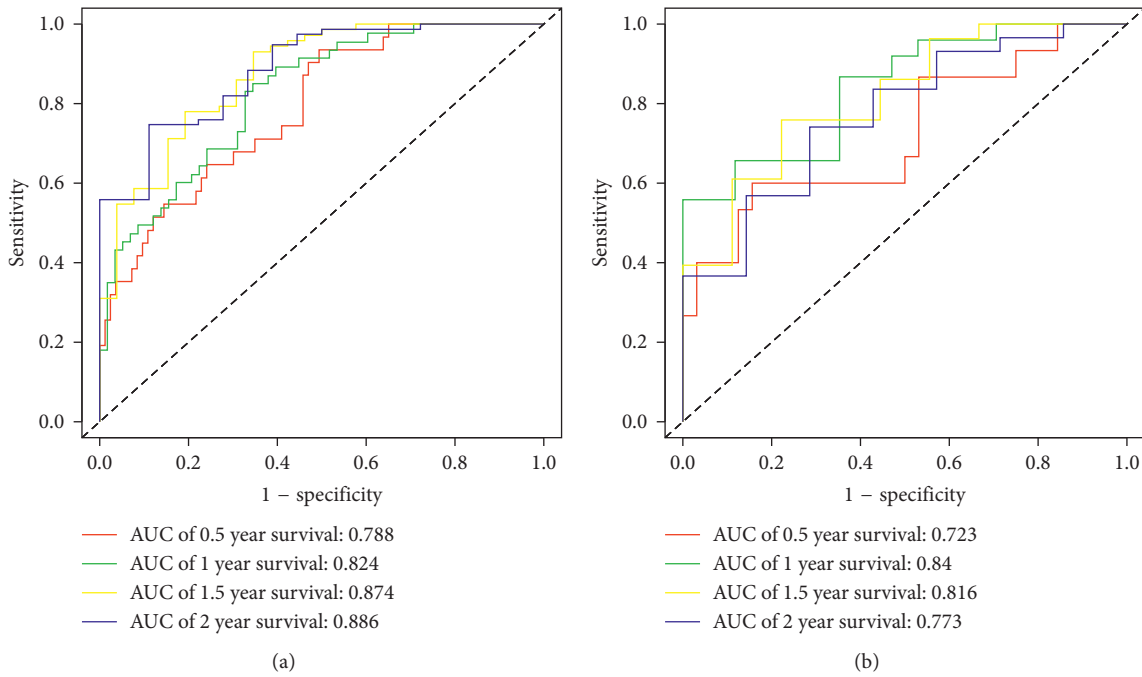 1.0
0.8
0.6
0.4
0.2
0.0
Sensitivity
0.0 0.2 0.4 0.6 0.8 1.0
1 − specificity
AUC of 0.5 year survival: 0.788
AUC of 1 year survival: 0.824
AUC of 1.5 year survival: 0.874
AUC of 2 year survival: 0.886
(a)
1.0
0.8
0.6
0.4
0.2
0.0
Sensitivity
0.0 0.2 0.4 0.6 0.8 1.0
1 − specificity
AUC of 0.5 year survival: 0.723
AUC of 1 year survival: 0.84
AUC of 1.5 year survival: 0.816
AUC of 2 year survival: 0.773
(b)